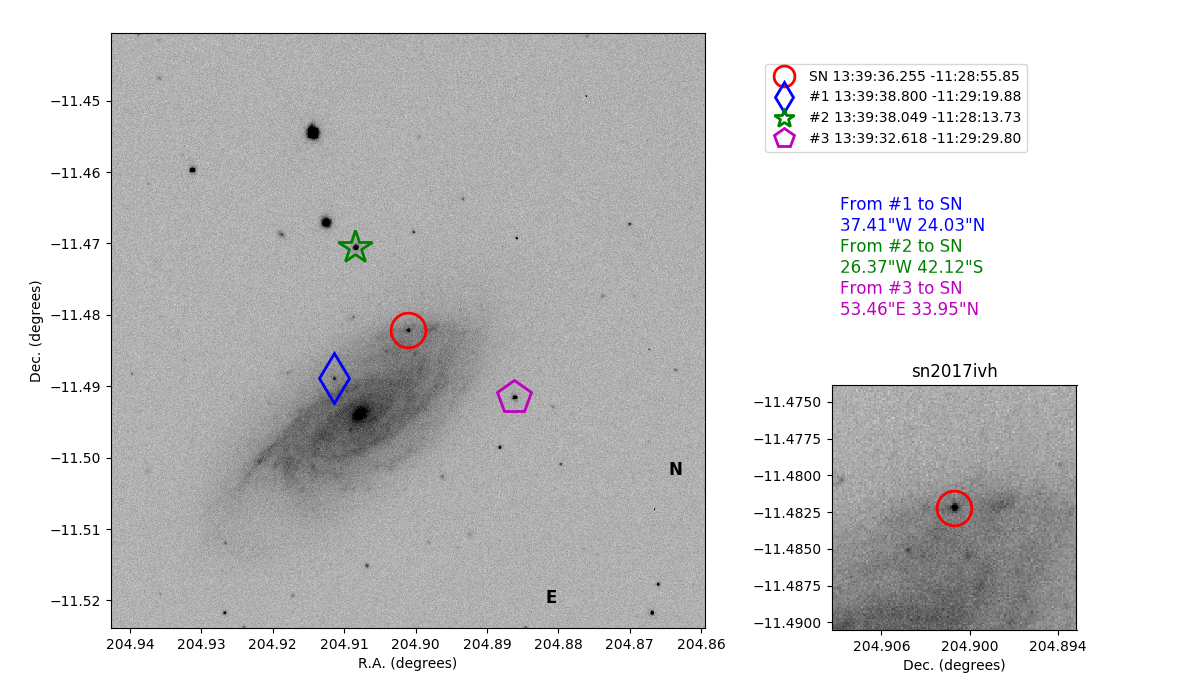 −11.45
−11.46
−11.47
−11.48
−11.49
−11.50
−11.51
−11.52
Dec. (degrees)
204.94 204.93 204.92 204.91 204.90 204.89 204.88 204.87 204.86
R.A. (degrees)
N
E
SN 13:39:36.255 -11:28:55.85
#1 13:39:38.800 -11:29:19.88
#2 13:39:38.049 -11:28:13.73
#3 13:39:32.618 -11:29:29.80
From #1 to SN
37.41"W 24.03"N
From #2 to SN
26.37"W 42.12"S
From #3 to SN
53.46"E 33.95"N
sn2017ivh
−11.4750
−11.4775
−11.4800
−11.4825
−11.4850
−11.4875
−11.4900
204.906 204.900 204.894
Dec. (degrees)